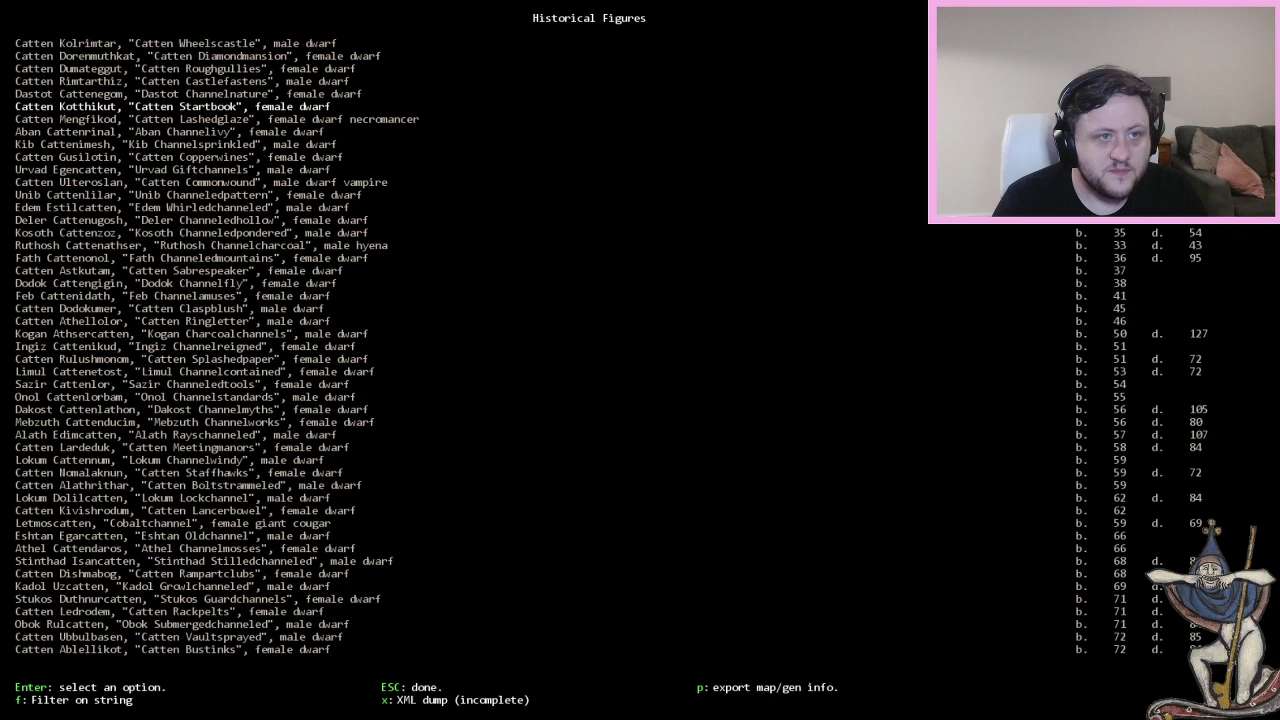 Historical Figures
Catten Kolrimtar, "Catten Wheelscastle", male dwarf
Catten Dorenmuthkat, "Catten Diamondmansion", female dwarf
Catten Dumateggut, "Catten Roughgullies", female dwarf
Catten Rimtarthiz, "Catten Castlefastens", male dwarf
Dastot Cattenegom, "Dastot Channelnature", male dwarf
Catten Kotthikut, "Catten Startbook", female dwarf
Catten Mengfikod, "Catten Lashedglaze", female dwarf necromancer
Aban Cattenrinal, "Aban Channelivy", female dwarf
Kib Cattenimesh, "Kib Channelsprinkled", male dwarf
Catten Gusilotin, "Catten Copperwines", female dwarf
Urvad Egencatten, "Urvad Giftchannels", male dwarf
Catten Ulteroslan, "Catten Commonwound", male dwarf vampire
Unib Cattenlilar, "Unib Channeledpattern", female dwarf
Edem Estilcatten, "Edem Whirledchanneled", male dwarf
Deler Cattenugosh, "Deler Channeledhollow", female dwarf
Kosoth Cattenzoz, "Kosoth Channeledpondered", male dwarf b. 35 d. 54
Ruthosh Cattenathser, "Ruthosh Channelcharcoal", male hyena b. 33 d. 43
Fath Cattenonol, "Fath Channeledmountains", female dwarf b. 36 d. 95
Catten Astkutam, "Catten Sabrespeaker", female dwarf b. 37
Dodok Cattengigin, "Dodok Channelfly", female dwarf b. 38
Feb Cattenidath, "Feb Channelamuses", female dwarf b. 41
Catten Dodokumer, "Catten Claspblush", male dwarf b. 45
Catten Athellolor, "Catten Ringletter", male dwarf b. 46
Kogan Athsercatten, "Kogan Charcoalchannels", male dwarf b. 50 d. 127
Ingiz Cattenikud, "Ingiz Channelreigned", male dwarf b. 51
Catten Rulushmonom, "Catten Splashedpaper", female dwarf b. 51 d. 72
Limul Cattenetost, "Limul Channelcontained", female dwarf b. 53 d. 72
Sazir Cattenlor, "Sazir Channeledtools", female dwarf b. 54
Onol Cattenlorbam, "Onol Channelstandards", male dwarf b. 55
Dakost Cattenlathon, "Dakost Channelmyths", female dwarf b. 56 d. 105
Mebzuth Cattenducim, "Mebzuth Channelworks", female dwarf b. 56 d. 80
Alath Edimcatten, "Alath Rayschanneled", male dwarf b. 57 d. 107
Catten Lardeduk, "Catten Meetingmanors", female dwarf b. 58 d. 84
Lokum Cattennum, "Lokum Channelwindy", male dwarf b. 59
Catten Nomalaknun, "Catten Staffhawks", female dwarf b. 59 d. 72
Catten Alathrithar, "Catten Boltstrammeled", male dwarf b. 59
Lokum Dolilcatten, "Lokum Lockchannel", male dwarf b. 62 d. 84
Catten Kivishrodum, "Catten Lancerbowel", female dwarf b. 62
Letmoscatten, "Cobaltchannel", female giant cougar b. 59 d. 69
Eshtan Egarcatten, "Eshtan Oldchannel", male dwarf b. 66
Athel Cattendaros, "Athel Channelmosses", female dwarf b. 66
Stinthad Isancatten, "Stinthad Stilledchanneled", male dwarf b. 68 d.
Catten Dishmabog, "Catten Rampartclubs", female dwarf b. 68 d.
Kadol Uzcatten, "Kadol Growlchanneled", male dwarf b. 69 d.
Stukos Duthnurcatten, "Stukos Guardchannels", female dwarf b. 71 d.
Catten Ledrodem, "Catten Rackpelts", female dwarf b. 71 d.
Obok Rulcatten, "Obok Submergedchanneled", male dwarf b. 71 d.
Catten Ubbulbasen, "Catten Vaultsprayed", male dwarf b. 72 d. 85
Catten Ablellikot, "Catten Bustinks", female dwarf b. 72 d.
Enter: select an option. ESC: done. p: export map/gen info.
f: Filter on string x: XML dump (incomplete)